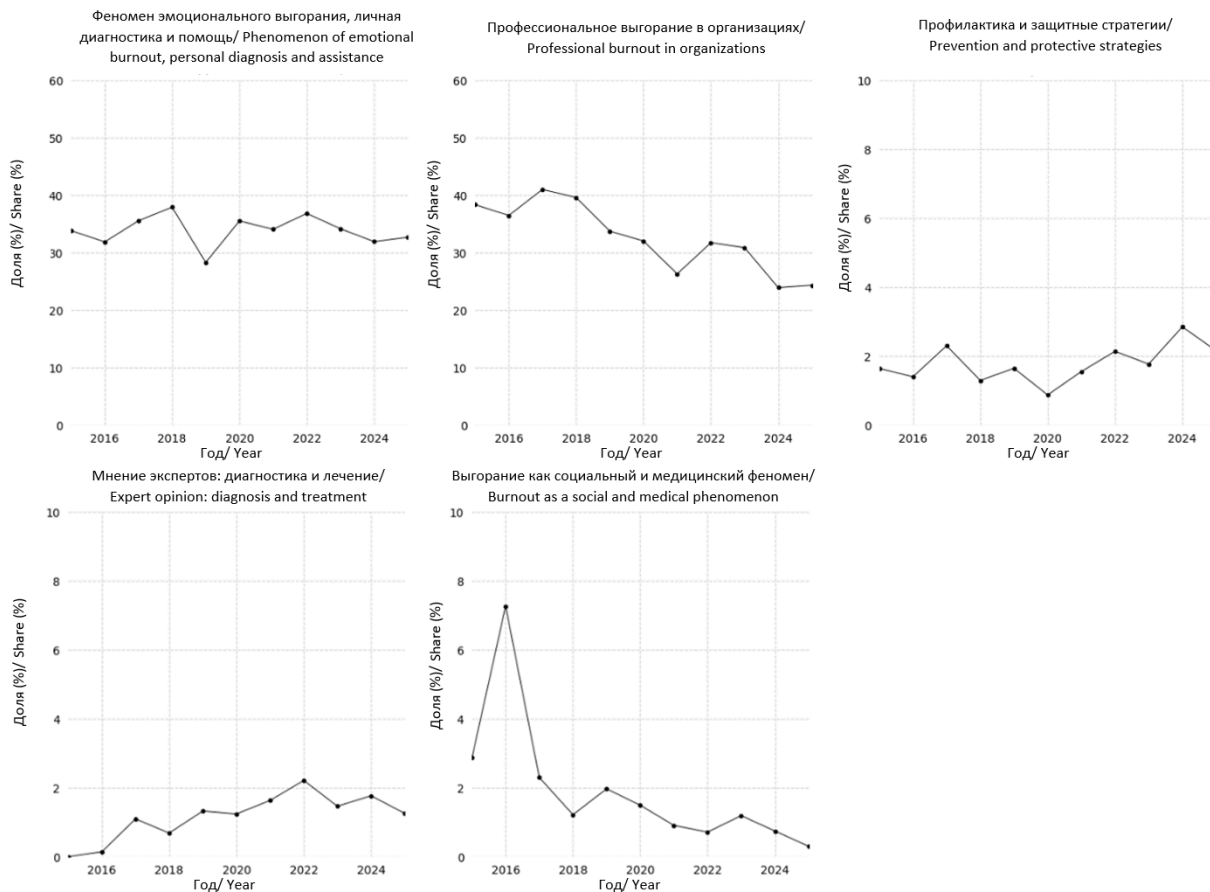 Феномен эмоционального выгорания, личная
диагностика и помощь/ Phenomenon of emotional
burnout, personal diagnosis and assistance
60
50
40
30
20
10
0
Доля (%)/ Share (%)
2016 2018 2020 2022 2024
Год/ Year
Профессиональное выгорание в организациях/
Professional burnout in organizations
60
50
40
30
20
10
0
Доля (%)/ Share (%)
2016 2018 2020 2022 2024
Год/ Year
Профилактика и защитные стратегии/
Prevention and protective strategies
10
8
6
4
2
0
Доля (%)/ Share (%)
2016 2018 2020 2022 2024
Год/ Year
Мнение экспертов: диагностика и лечение/
Expert opinion: diagnosis and treatment
10
8
6
4
2
0
Доля (%)/ Share (%)
2016 2018 2020 2022 2024
Год/ Year
Выгорание как социальный и медицинский феномен/
Burnout as a social and medical phenomenon
10
8
6
4
2
0
Доля (%)/ Share (%)
2016 2018 2020 2022 2024
Год/ Year